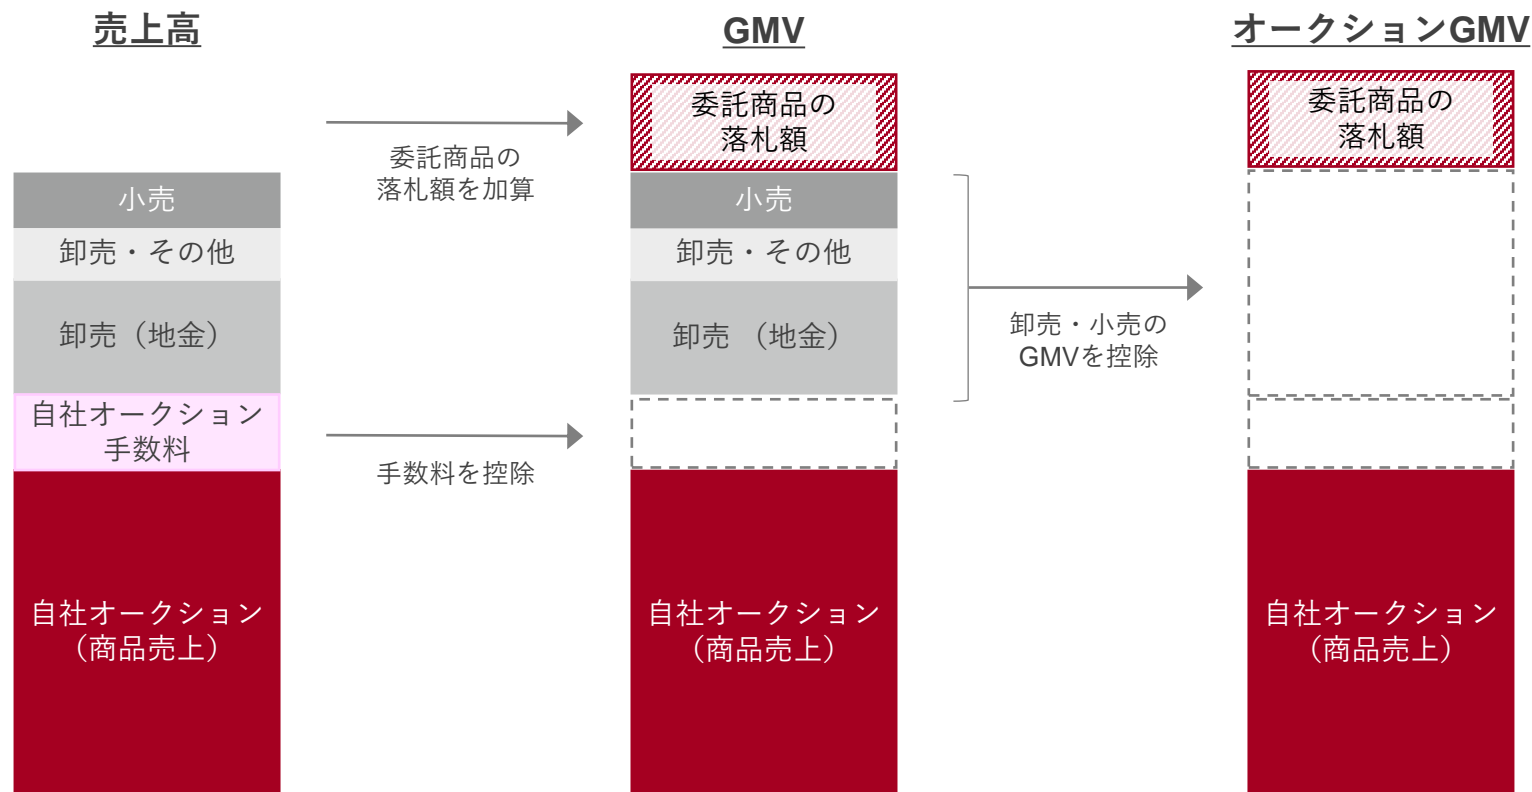 売上高
小売
卸売・その他
卸売（地金）
自社オークション
手数料
自社オークション
（商品売上）
委託商品の
落札額を加算
手数料を控除
GMV
委託商品の
落札額
小売
卸売・その他
卸売 （地金）
自社オークション
（商品売上）
卸売・小売の
GMVを控除
オークションGMV
委託商品の
落札額
自社オークション
（商品売上）